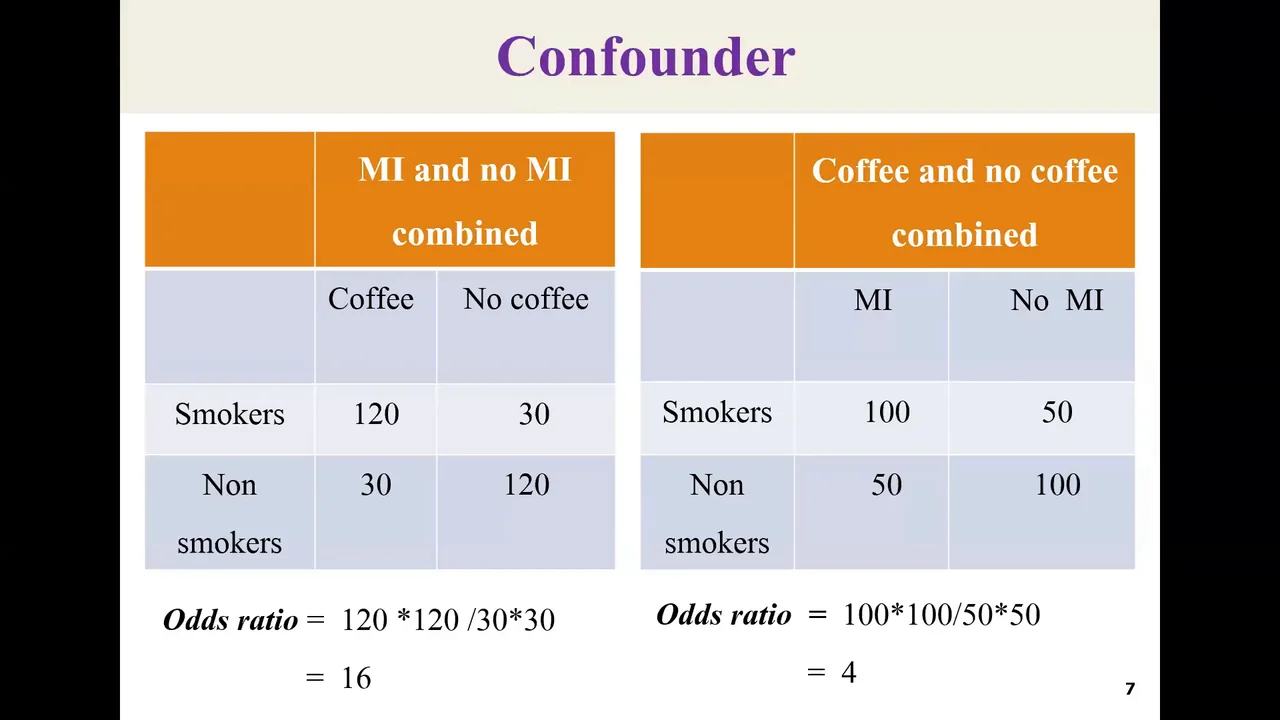 Confounder
MI and no MI
combined
Coffee
No coffee
Smokers
120
30
Non
smokers
30
120
Odds ratio = 120 *120 /30*30
= 16
Coffee and no coffee
combined
MI
No MI
Smokers
100
50
Non
smokers
50
100
Odds ratio = 100*100/50*50
= 4
7